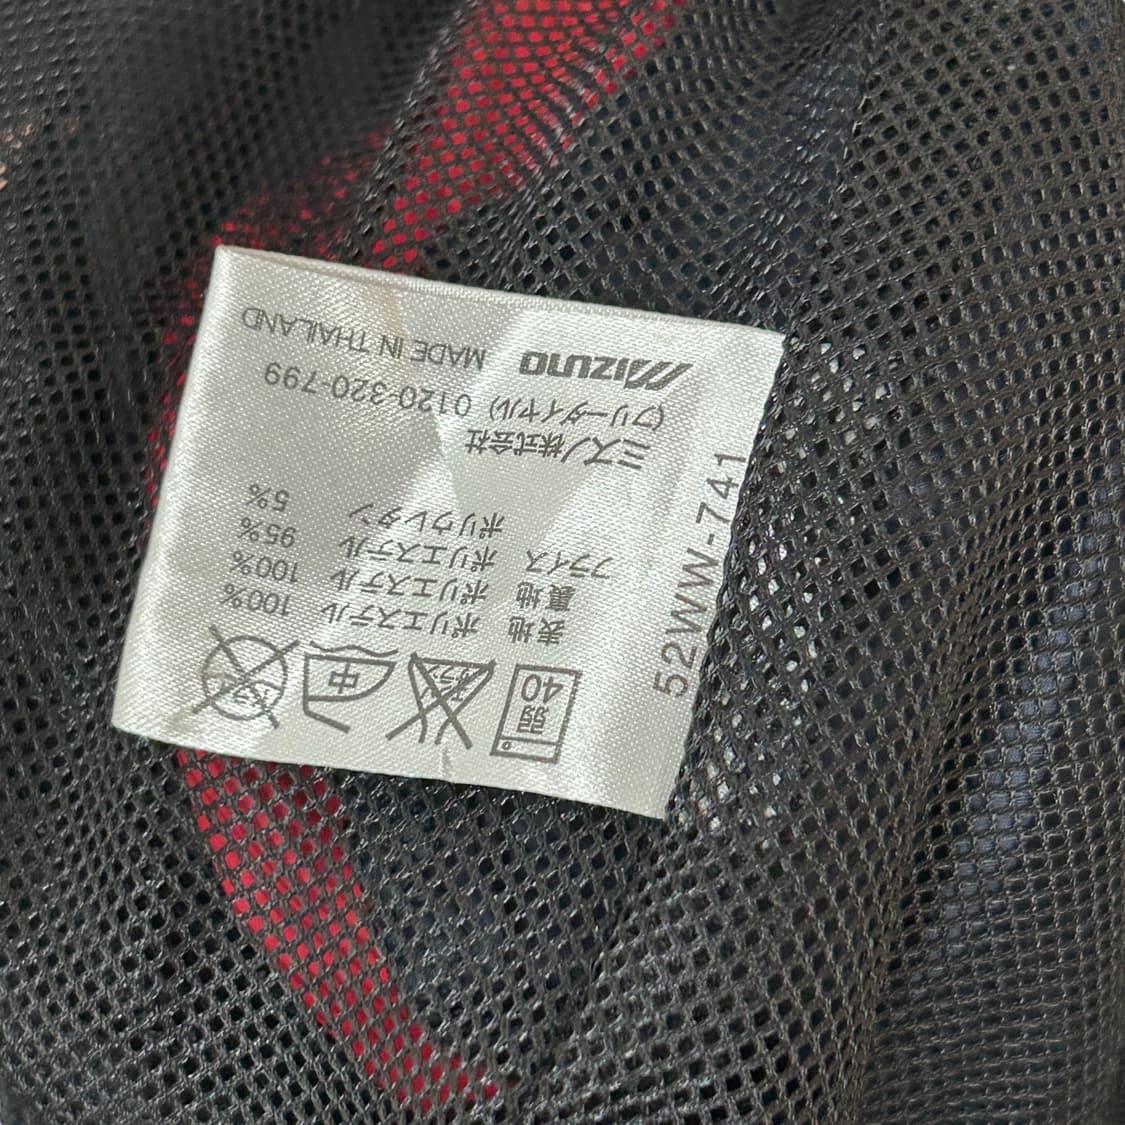 弱
40
中
表地 ポリエステル 100%
裏地 ポリエステル 100%
フライス ポリエステル 95%
ポリウレタン 5%
ミズノ株式会社
(フリーダイヤル) 0120-320-799
MIZUNO MADE IN THAILAND
52WW-741